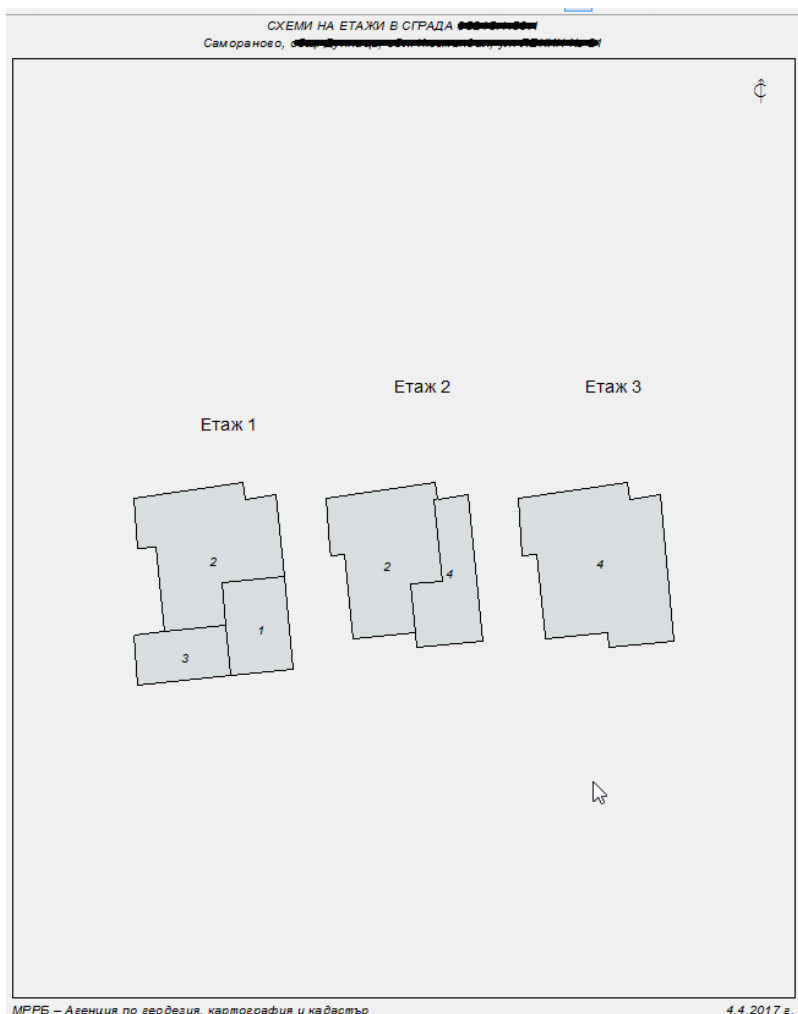 СХЕМИ НА ЕТАЖИ В СГРАДА
Самораново,
Етаж 2
Етаж 3
Етаж 1
2
1
3
2
4
4
МРРБ – Агенция по геодезия, картография и кадастър
4.4.2017 г.